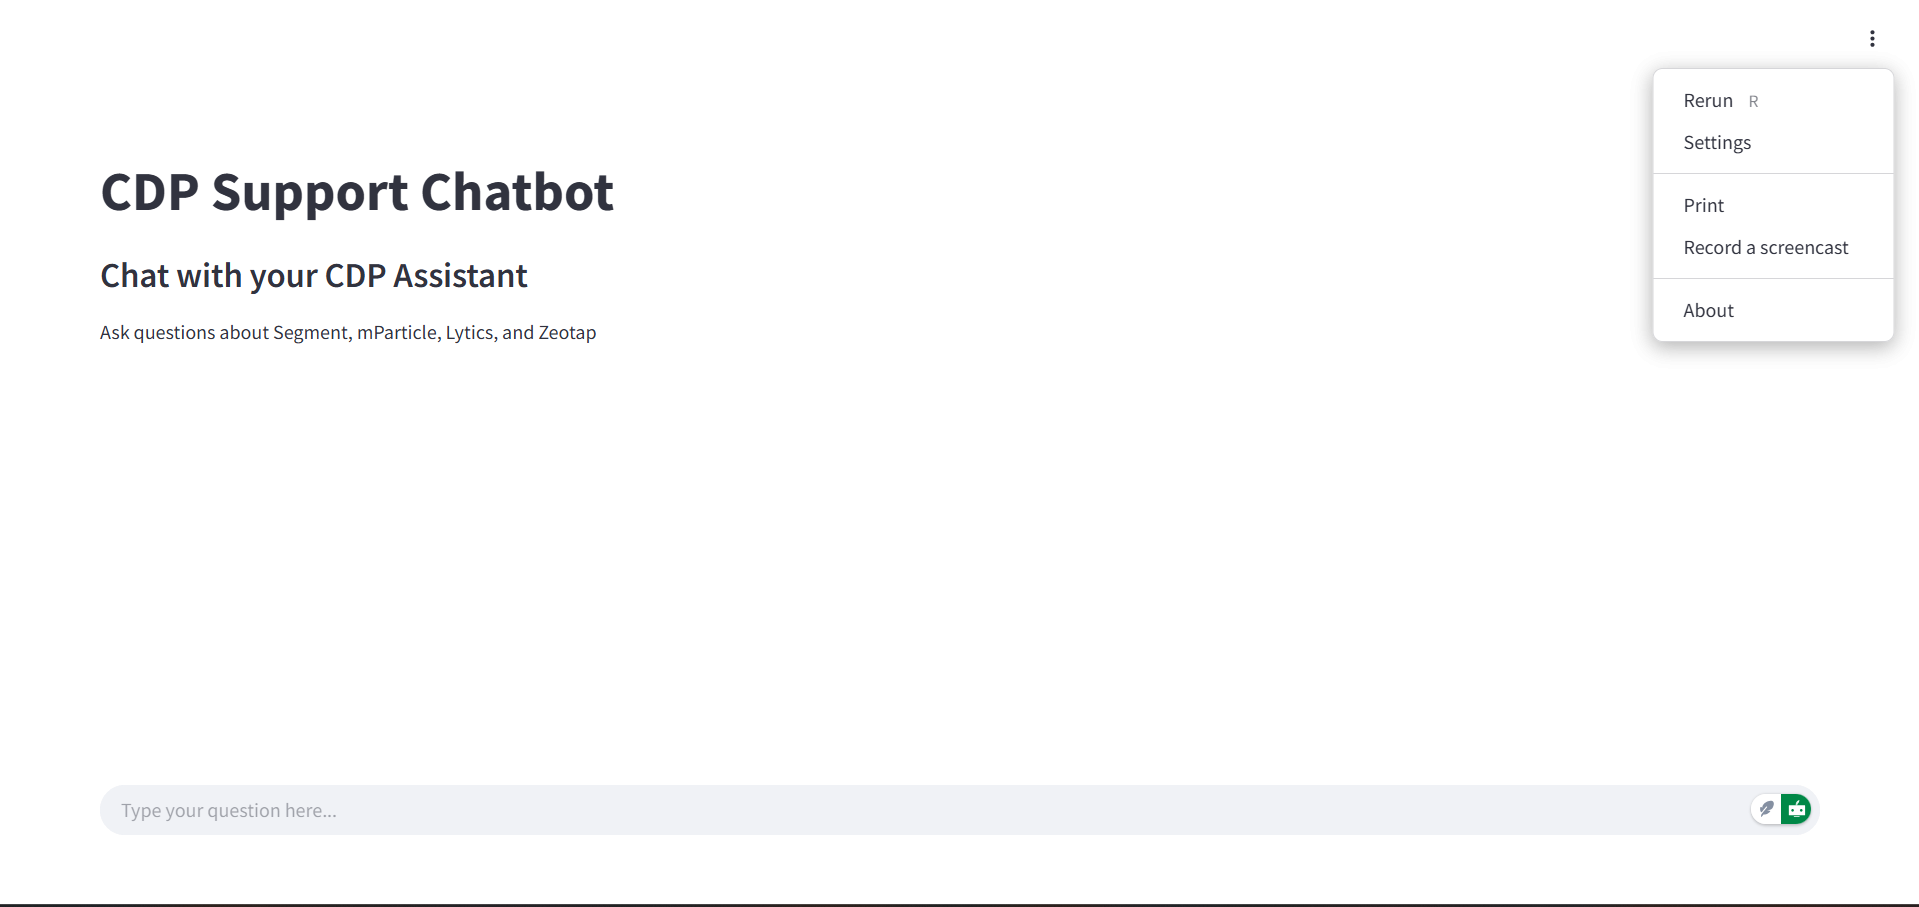 Rerun R
Settings
Print
Record a screencast
About
CDP Support Chatbot
Chat with your CDP Assistant
Ask questions about Segment, mParticle, Lytics, and Zeotap
Type your question here...